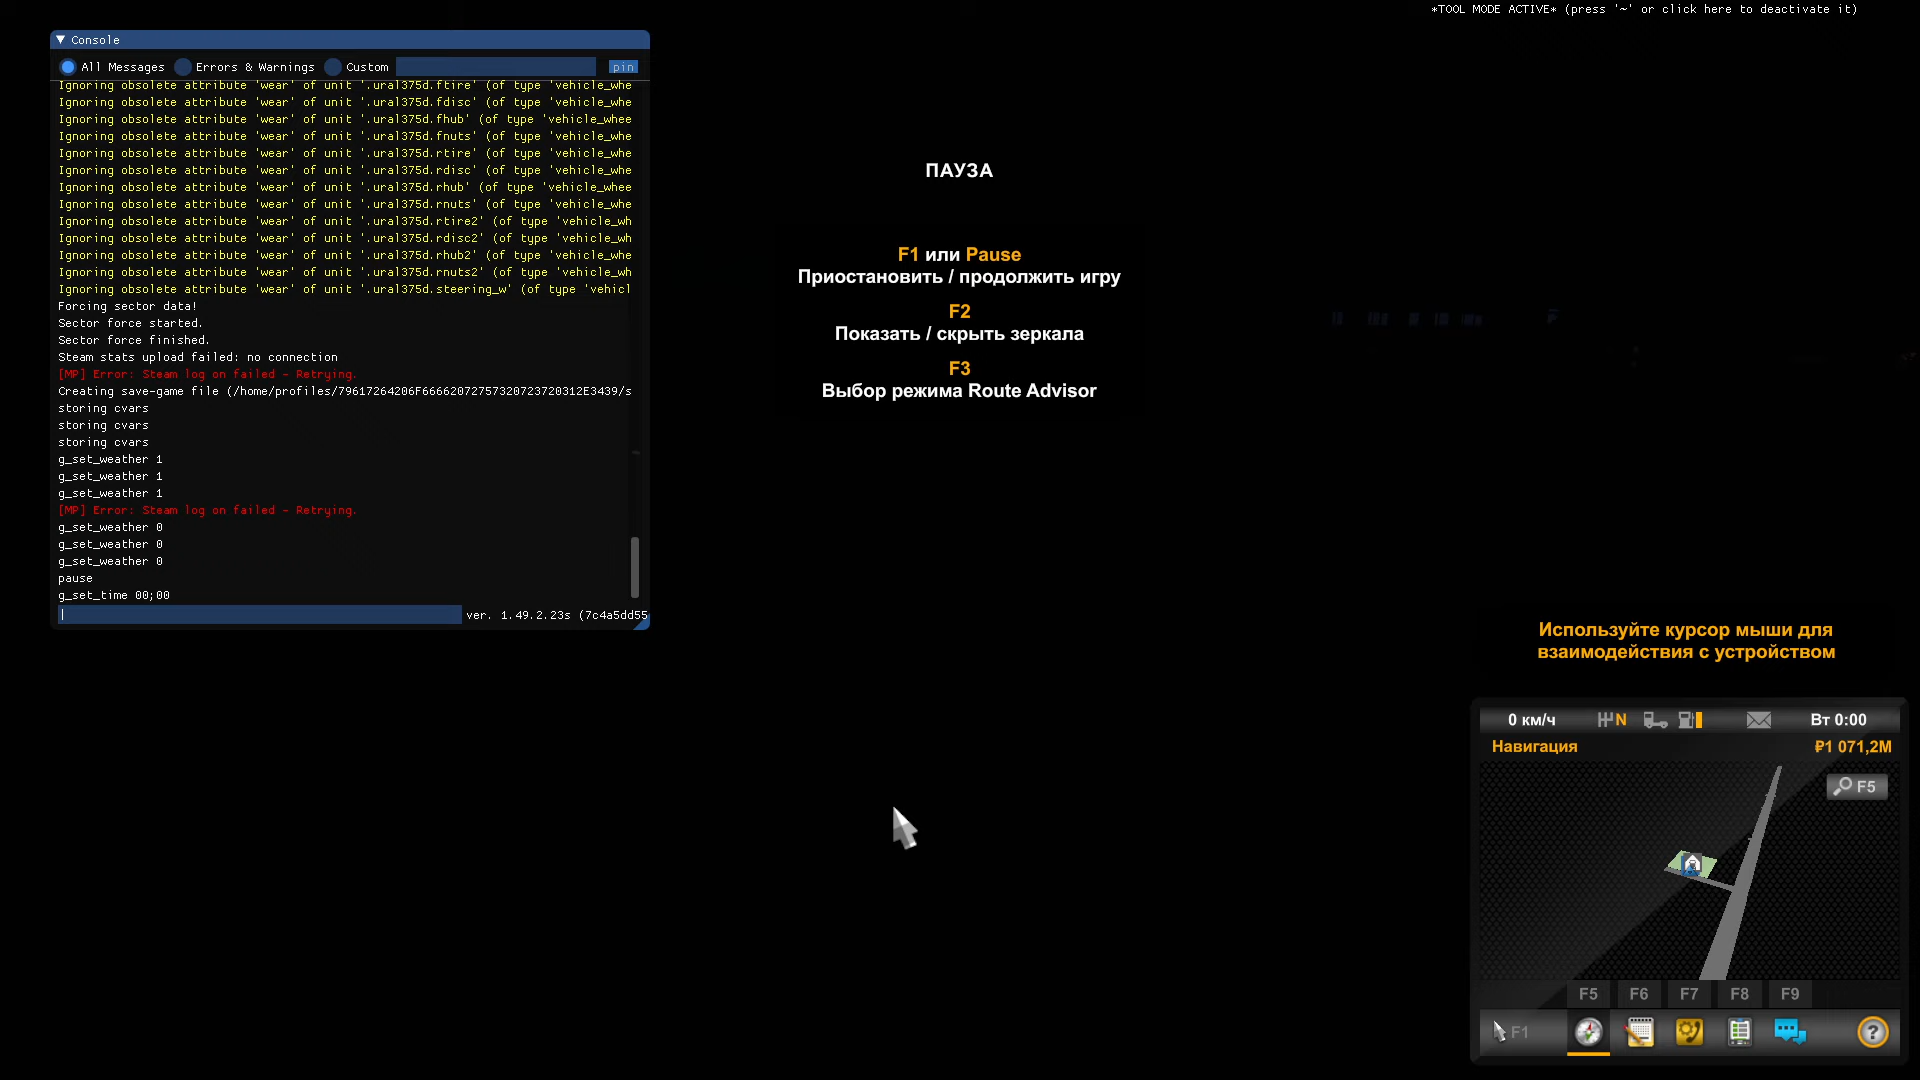 *TOOL MODE ACTIVE* (press '~' or click here to deactivate it)
Console
All Messages Errors & Warnings Custom pin
Ignoring obsolete attribute 'wear' of unit '.ural375d.ftire' (of type 'vehicle_whe
Ignoring obsolete attribute 'wear' of unit '.ural375d.fdisc' (of type 'vehicle_whe
Ignoring obsolete attribute 'wear' of unit '.ural375d.fhub' (of type 'vehicle_whee
Ignoring obsolete attribute 'wear' of unit '.ural375d.fnuts' (of type 'vehicle_whe
Ignoring obsolete attribute 'wear' of unit '.ural375d.rtire' (of type 'vehicle_whe
Ignoring obsolete attribute 'wear' of unit '.ural375d.rdisc' (of type 'vehicle_whe
Ignoring obsolete attribute 'wear' of unit '.ural375d.rhub' (of type 'vehicle_whee
Ignoring obsolete attribute 'wear' of unit '.ural375d.rnuts' (of type 'vehicle_whe
Ignoring obsolete attribute 'wear' of unit '.ural375d.rtire2' (of type 'vehicle_wh
Ignoring obsolete attribute 'wear' of unit '.ural375d.rdisc2' (of type 'vehicle_wh
Ignoring obsolete attribute 'wear' of unit '.ural375d.rhub2' (of type 'vehicle_whe
Ignoring obsolete attribute 'wear' of unit '.ural375d.rnuts2' (of type 'vehicle_wh
Ignoring obsolete attribute 'wear' of unit '.ural375d.steering_w' (of type 'vehicl
Forcing sector data!
Sector force started.
Sector force finished.
Steam stats upload failed: no connection
[MP] Error: Steam log on failed - Retrying.
Creating save-game file (/home/profiles/79617264206F666662072757320723720312E3439/s
storing cvars
storing cvars
storing cvars
g_set_weather 1
g_set_weather 1
g_set_weather 1
[MP] Error: Steam log on failed - Retrying.
g_set_weather 0
g_set_weather 0
g_set_weather 0
pause
g_set_time 00;00
ver. 1.49.2.23s (7c4a5dd55
ПАУЗА
F1 или Pause
Приостановить / продолжить игру
F2
Показать / скрыть зеркала
F3
Выбор режима Route Advisor
Используйте курсор мыши для
взаимодействия с устройством
0 км/ч N Вт 0:00
Навигация ₽1 071,2M
F5
F5 F6 F7 F8 F9
F1 ?